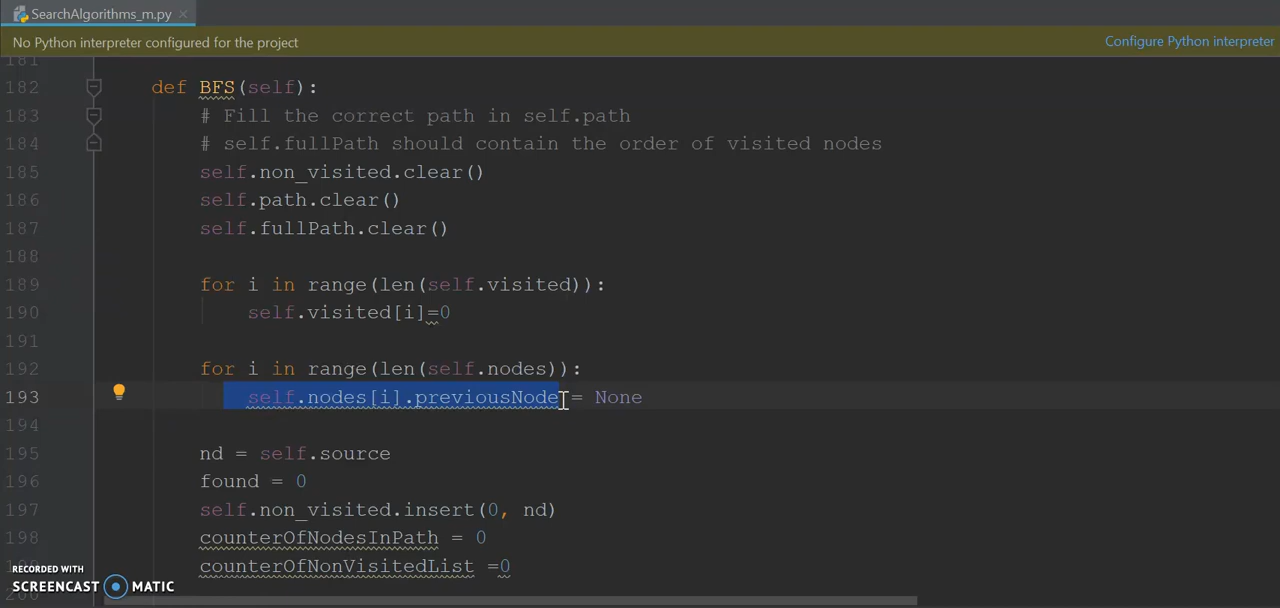 SearchAlgorithms_m.py
No Python interpreter configured for the project Configure Python interpreter
181
182 def BFS(self):
183 # Fill the correct path in self.path
184 # self.fullPath should contain the order of visited nodes
185 self.non_visited.clear()
186 self.path.clear()
187 self.fullPath.clear()
188
189 for i in range(len(self.visited)):
190 self.visited[i]=0
191
192 for i in range(len(self.nodes)):
193 self.nodes[i].previousNode = None
194
195 nd = self.source
196 found = 0
197 self.non_visited.insert(0, nd)
198 counterOfNodesInPath = 0
counterOfNonVisitedList =0
RECORDED WITH
SCREENCAST MATIC